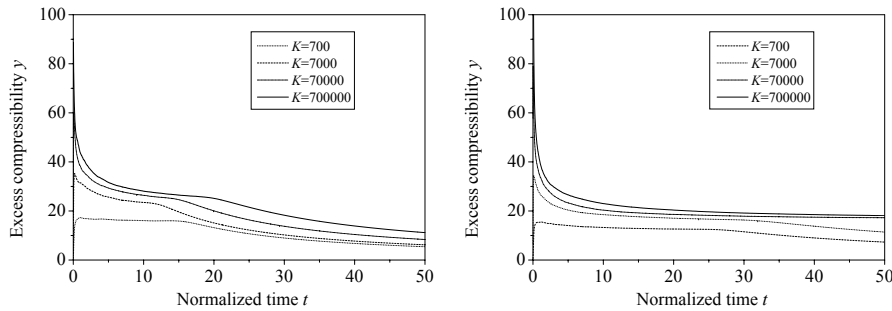 100
80
60
40
20
0
Excess compressibility y
K=700
K=7000
K=70000
K=700000
0 10 20 30 40 50
Normalized time t
100
80
60
40
20
0
Excess compressibility y
K=700
K=7000
K=70000
K=700000
0 10 20 30 40 50
Normalized time t